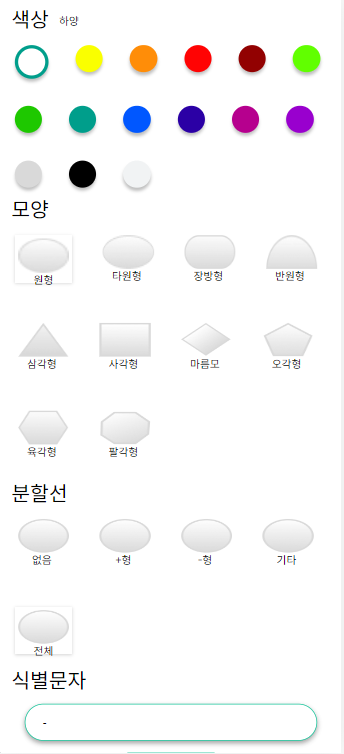 색상 하양
모양
원형 타원형 장방형 반원형
삼각형 사각형 마름모 오각형
육각형 팔각형
분할선
없음 +형 -형 기타
전체
식별문자
-